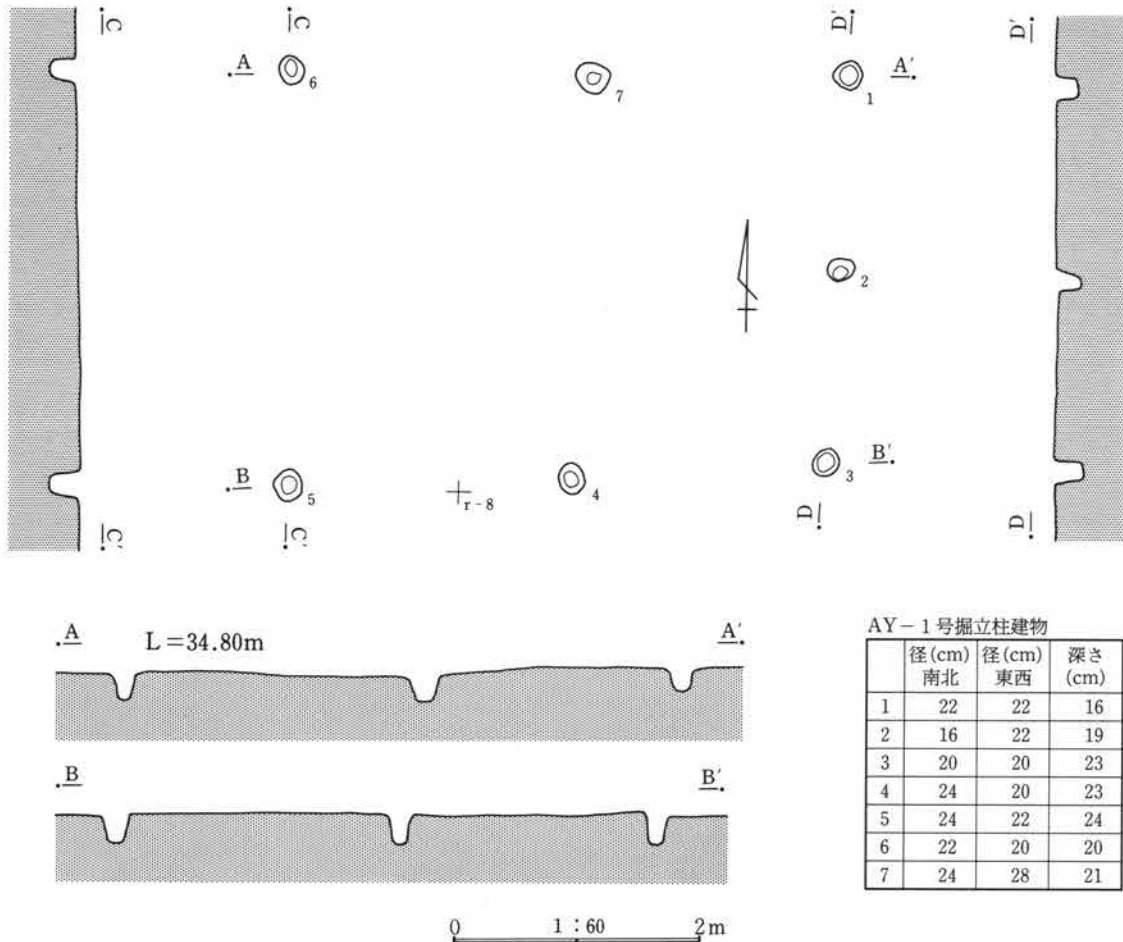 C C D′ D′
A 6 7 1 A′
2
B 5 r-8 4 3 B′
D D
C′ C′
A L=34.80m A′
B B′
0 1:60 2m
AY-1号掘立柱建物
径(cm)南北 径(cm)東西 深さ(cm)
1 22 22 16
2 16 22 19
3 20 20 23
4 24 20 23
5 24 22 24
6 22 20 20
7 24 28 21